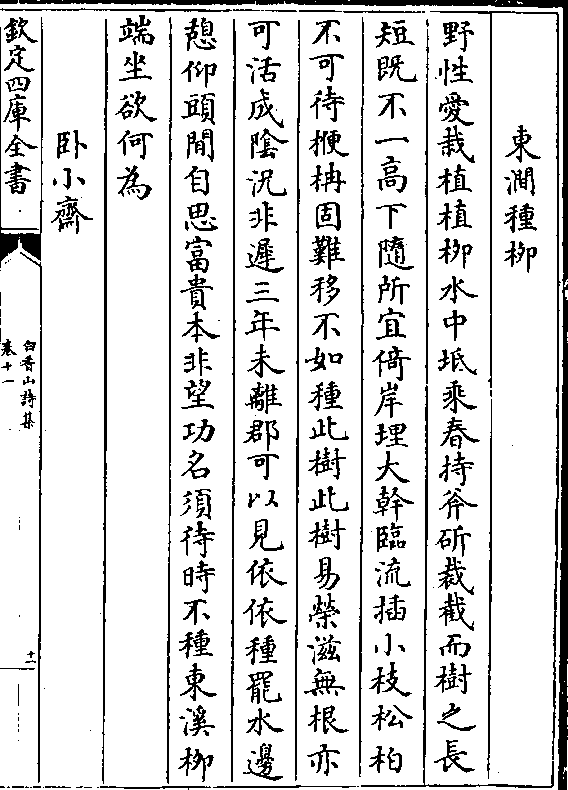 東澗種柳
野性愛栽植植柳水中坻乘春持斧斫裁截而樹之長
短既不一高下隨所宜倚岸埋大幹臨流插小枝松柏
不可待楩枏固難移不如種此樹此樹易榮滋無根亦
可活成陰況非遲三年未離郡可以見依依種罷水邊
憇仰頭閒自思富貴本非望功名須待時不種東溪柳
端坐欲何為
卧小齋
欽定四庫全書
白香山詩集
卷十一
十二